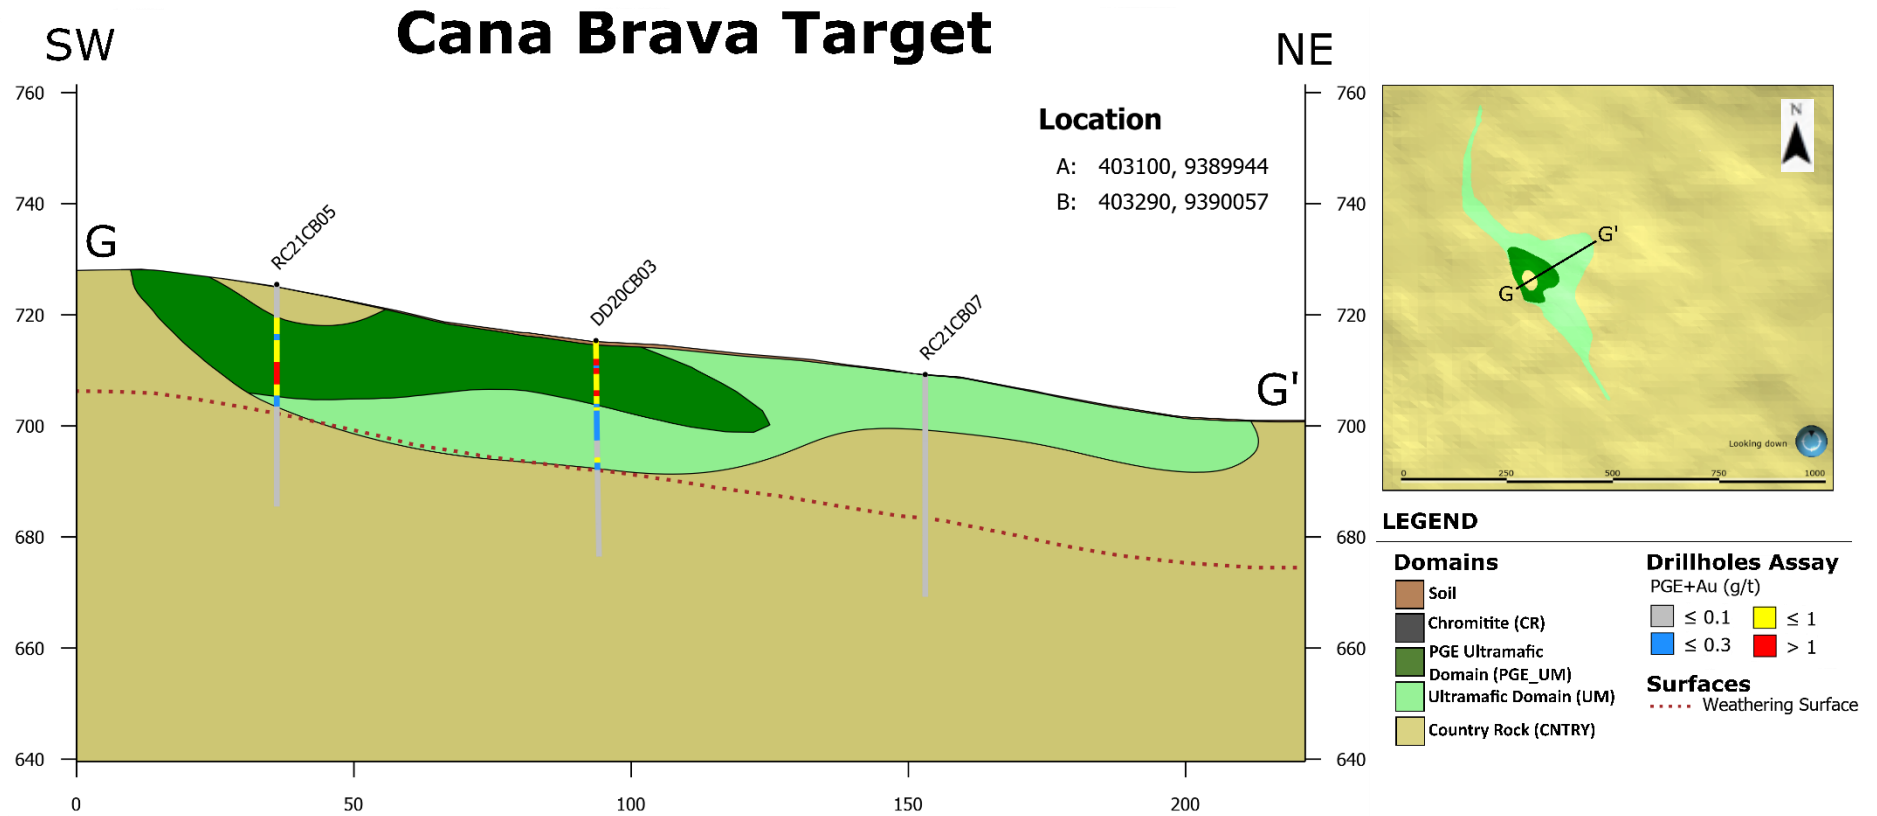 Cana Brava Target
SW
NE
760
740
720
700
680
660
640
760
740
720
700
680
660
640
0
50
100
150
200
G
G'
RC21CB05
DD20CB03
RC21CB07
Location
A: 403100, 9389944
B: 403290, 9390057
N
G'
G
Looking down
0 250 500 750 1000
LEGEND
Domains
Soil
Chromitite (CR)
PGE Ultramafic
Domain (PGE_UM)
Ultramafic Domain (UM)
Country Rock (CNTRY)
Drillholes Assay
PGE+Au (g/t)
≤ 0.1 ≤ 1
≤ 0.3 > 1
Surfaces
Weathering Surface